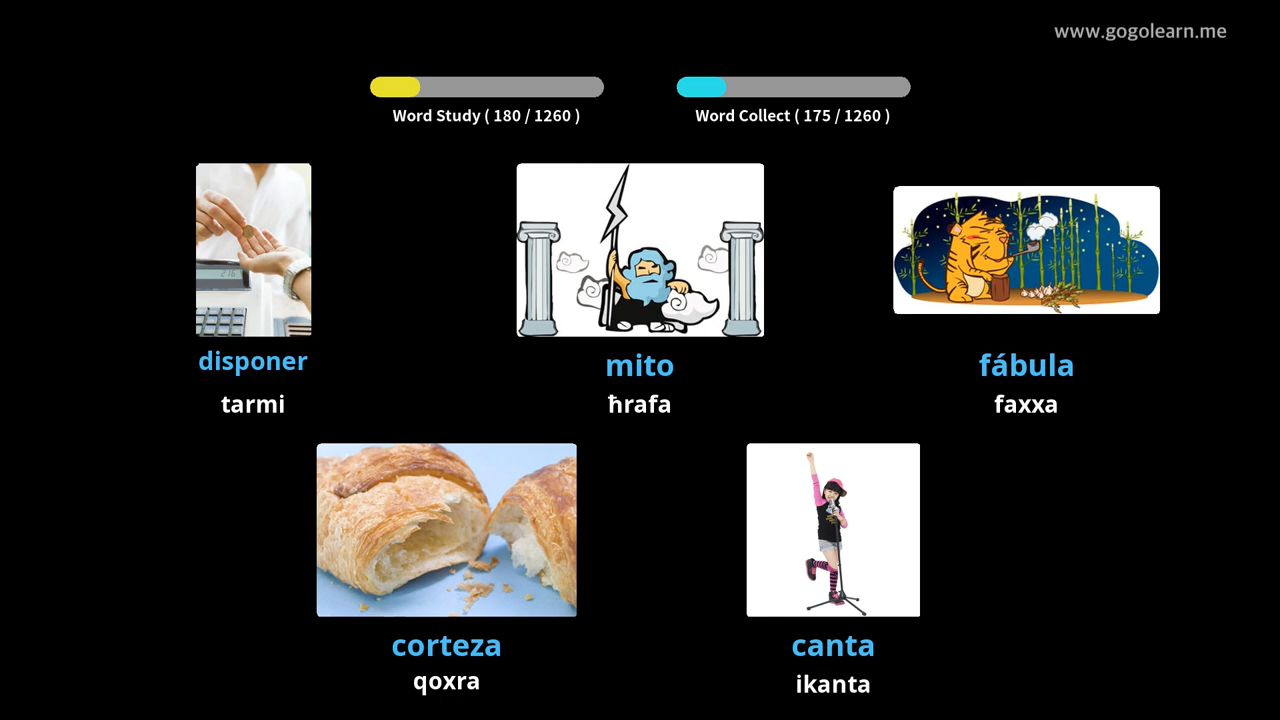 www.gogolearn.me
Word Study ( 180 / 1260 )
Word Collect ( 175 / 1260 )
disponer
tarmi
mito
ħrafa
fábula
faxxa
corteza
qoxra
canta
ikanta